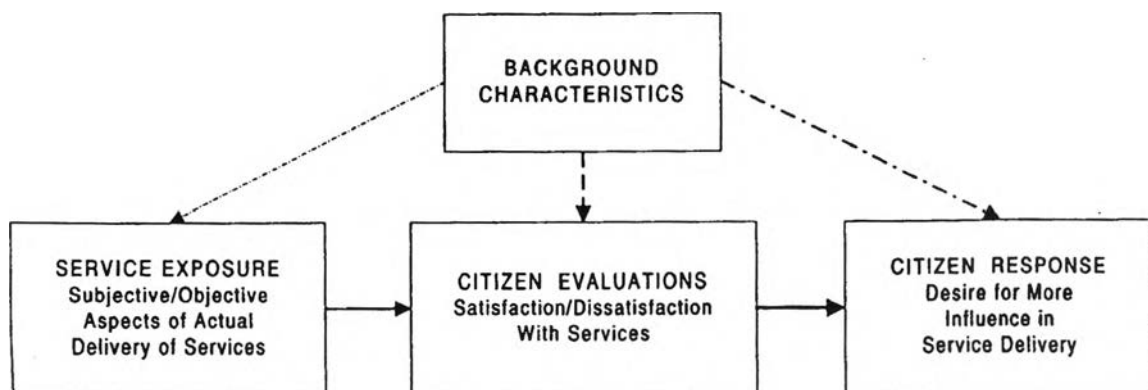 BACKGROUND
CHARACTERISTICS
SERVICE EXPOSURE
Subjective/Objective
Aspects of Actual
Delivery of Services
CITIZEN EVALUATIONS
Satisfaction/Dissatisfaction
With Services
CITIZEN RESPONSE
Desire for More
Influence in
Service Delivery